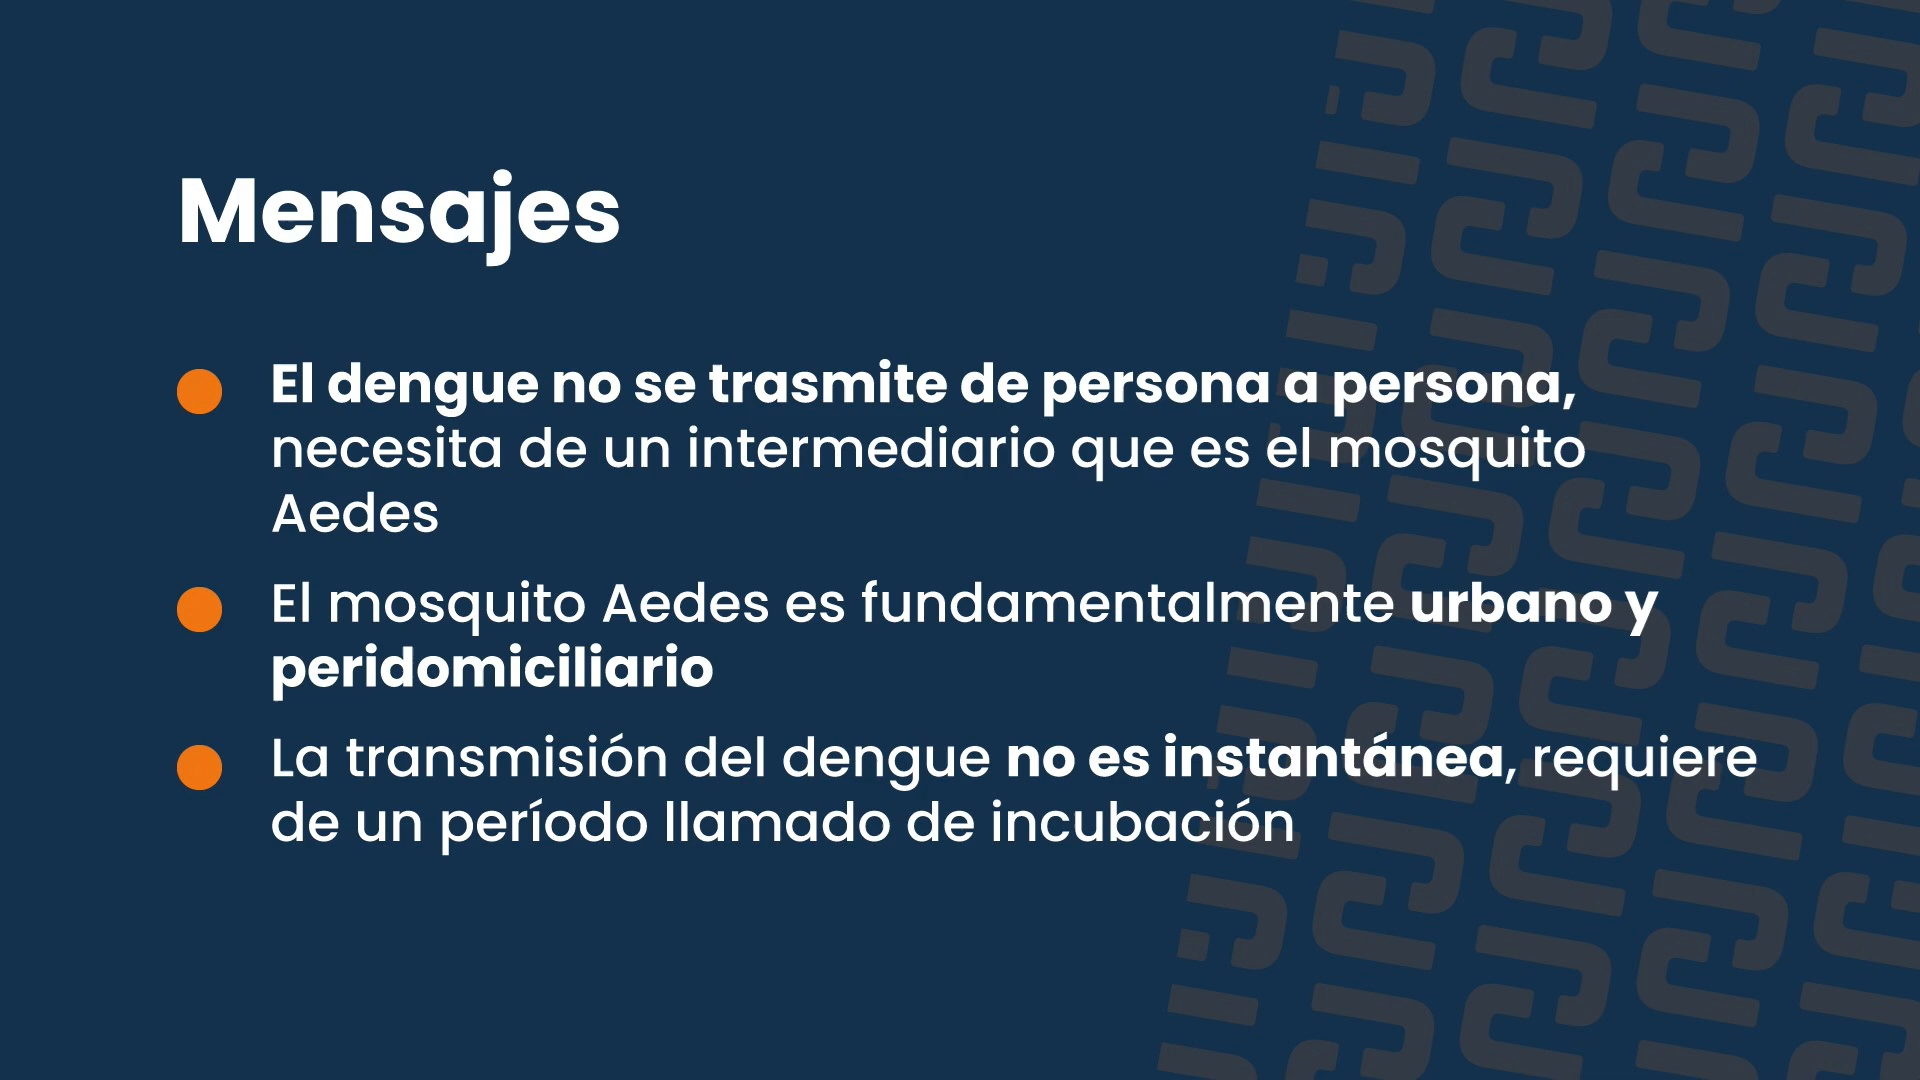 Mensajes
El dengue no se trasmite de persona a persona,
necesita de un intermediario que es el mosquito
Aedes
El mosquito Aedes es fundamentalmente urbano y
peridomiciliario
La transmisión del dengue no es instantánea, requiere
de un período llamado de incubación